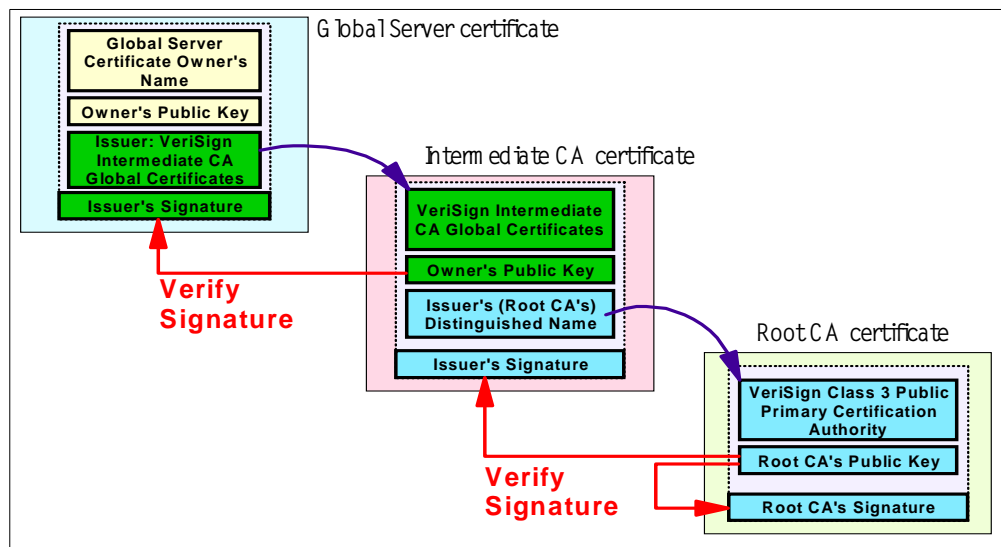 Global Server certificate
Global Server
Certificate Owner's
Name
Owner's Public Key
Issuer: VeriSign
Intermediate CA
Global Certificates
Issuer's Signature
Intermediate CA certificate
VeriSign Intermediate
CA Global Certificates
Owner's Public Key
Issuer's (Root CA's)
Distinguished Name
Issuer's Signature
Verify
Signature
Root CA certificate
VeriSign Class 3 Public
Primary Certification
Authority
Root CA's Public Key
Root CA's Signature
Verify
Signature